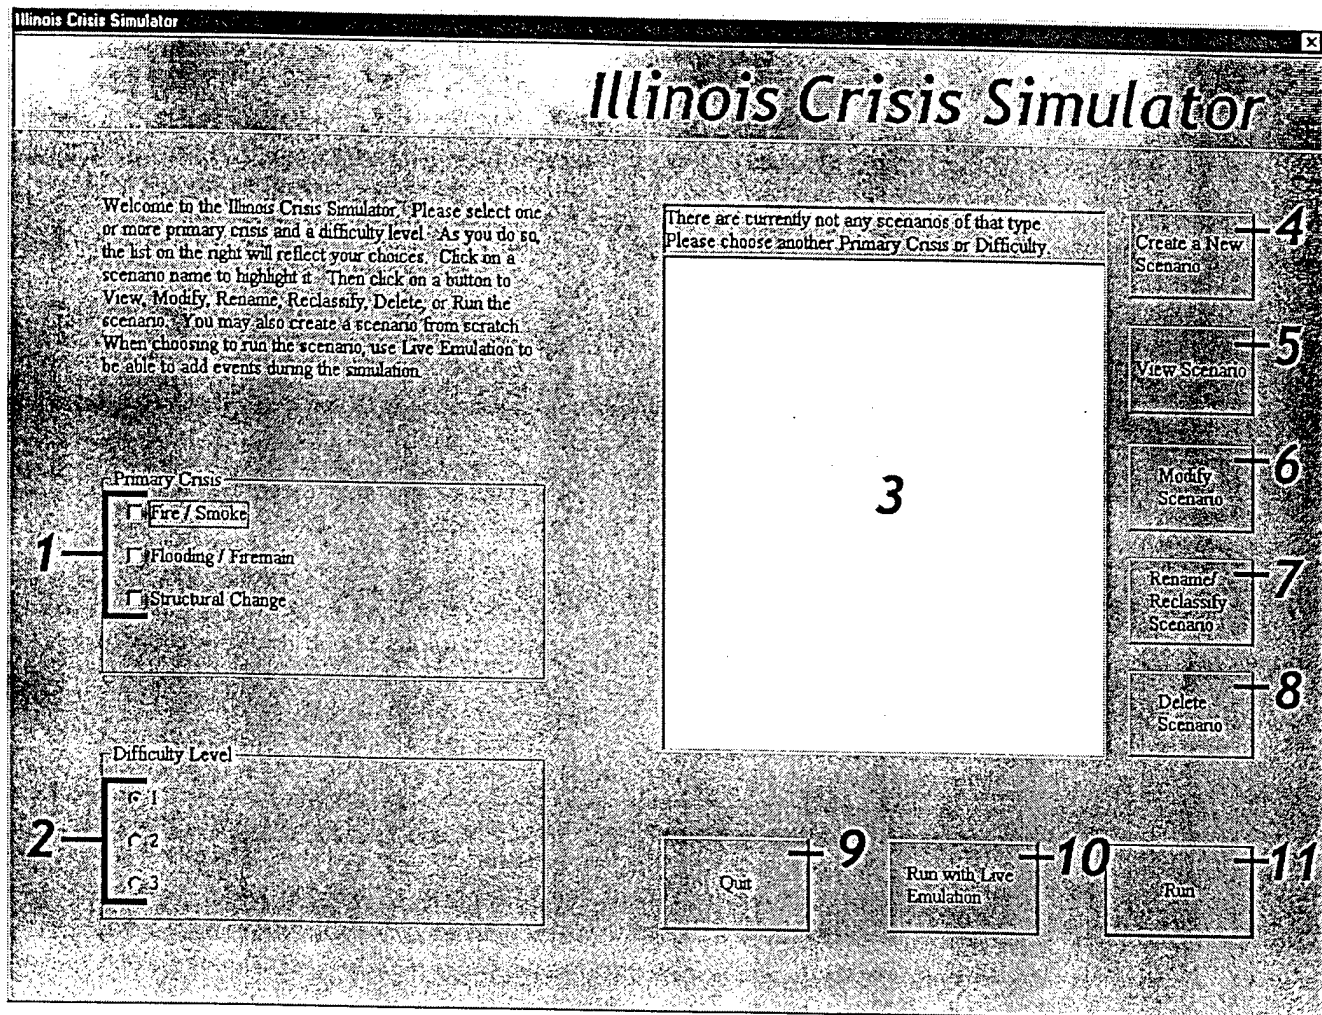 Illinois Crisis Simulator
Illinois Crisis Simulator
Welcome to the Illinois Crisis Simulator. Please select one
or more primary crisis and a difficulty level. As you do so,
the list on the right will reflect your choices. Click on a
scenario name to highlight it. Then click on a button to
View, Modify, Rename, Reclassify, Delete, or Run the
scenario. You may also create a scenario from scratch.
When choosing to run the scenario, use Live Emulation to
be able to add events during the simulation.
Primary Crisis
1
Fire / Smoke
Flooding / Firemain
Structural Change
Difficulty Level
2
1
2
3
There are currently not any scenarios of that type.
Please choose another Primary Crisis or Difficulty.
3
Create a New
Scenario
4
View Scenario
5
Modify
Scenario
6
Rename/
Reclassify
Scenario
7
Delete
Scenario
8
Quit
9
Run with Live
Emulation
10
Run
11